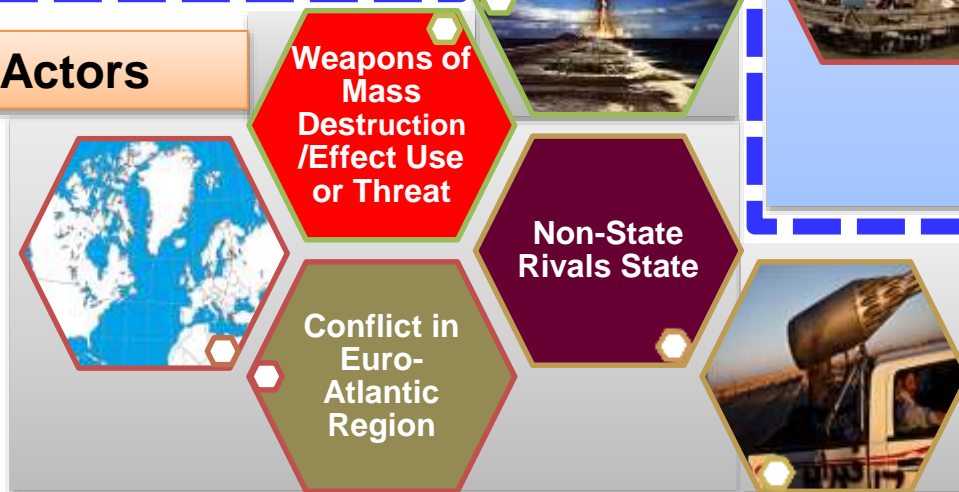 Actors
Weapons of
Mass
Destruction
/Effect Use
or Threat
Non-State
Rivals State
Conflict in
Euro-
Atlantic
Region